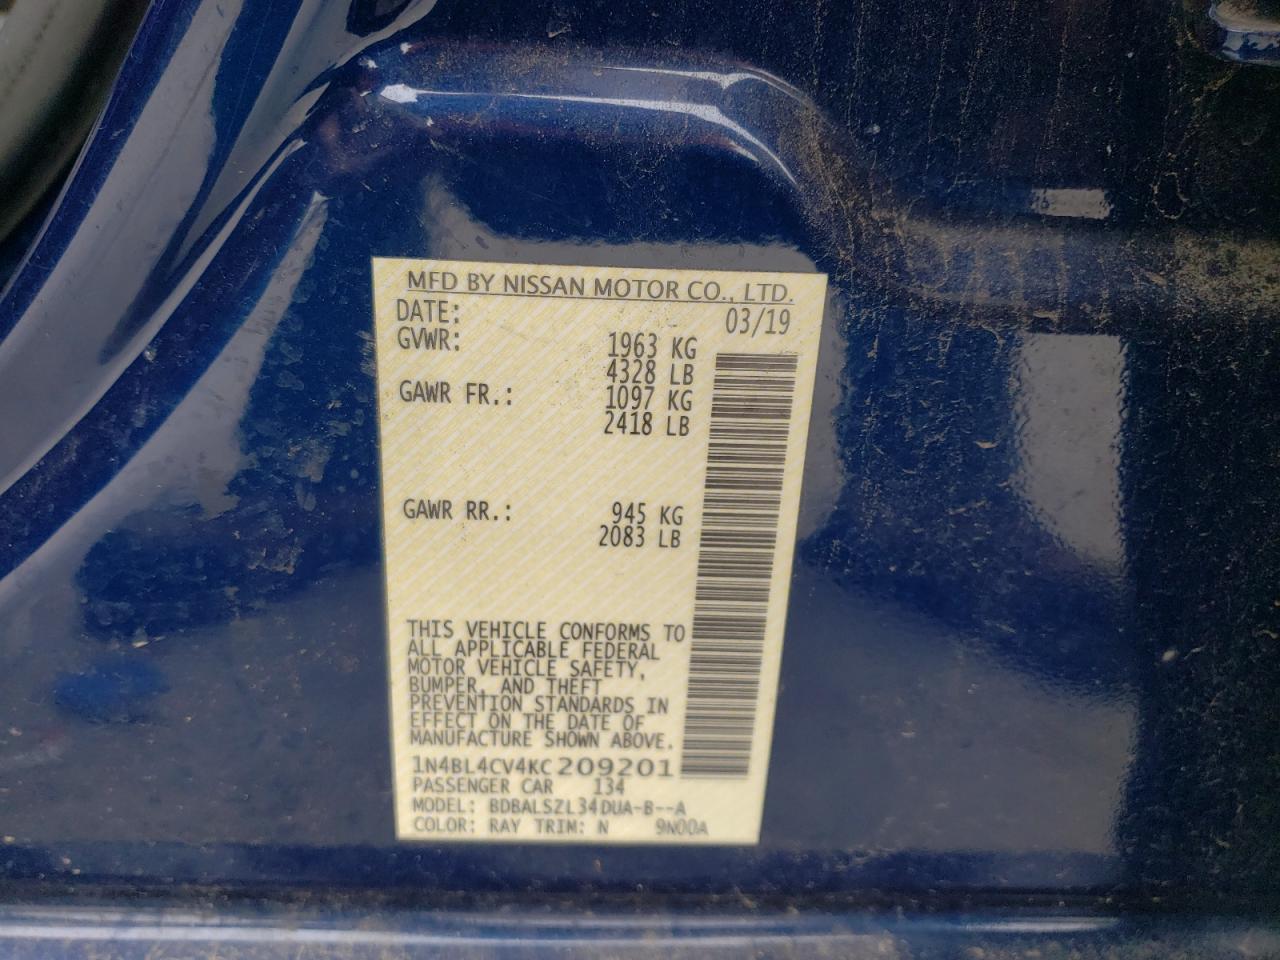 MFD BY NISSAN MOTOR CO., LTD.
DATE: 03/19
GVWR: 1963 KG
4328 LB
GAWR FR.: 1097 KG
2418 LB
GAWR RR.: 945 KG
2083 LB
THIS VEHICLE CONFORMS TO
ALL APPLICABLE FEDERAL
MOTOR VEHICLE SAFETY,
BUMPER, AND THEFT
PREVENTION STANDARDS IN
EFFECT ON THE DATE OF
MANUFACTURE SHOWN ABOVE.
1N4BL4CV4KC209201
PASSENGER CAR 134
MODEL: BDBALSZL34DUA-B--A
COLOR: RAY TRIM: N 9N00A